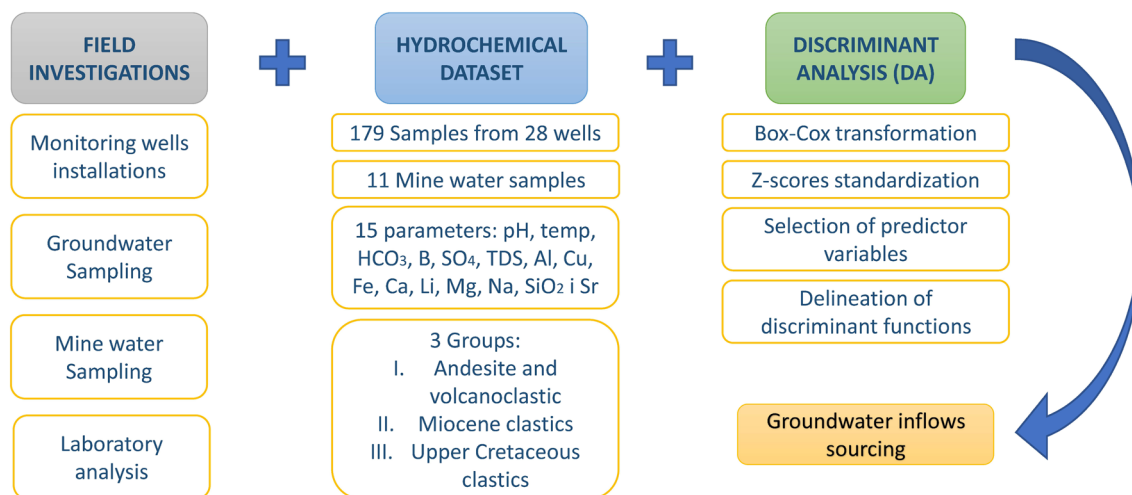 FIELD
INVESTIGATIONS
Monitoring wells
installations
Groundwater
Sampling
Mine water
Sampling
Laboratory
analysis
HYDROCHEMICAL
DATASET
179 Samples from 28 wells
11 Mine water samples
15 parameters: pH, temp,
HCO₃, B, SO₄, TDS, Al, Cu,
Fe, Ca, Li, Mg, Na, SiO₂ i Sr
3 Groups:
I. Andesite and
volcanoclastic
II. Miocene clastics
III. Upper Cretaceous
clastics
DISCRIMINANT
ANALYSIS (DA)
Box-Cox transformation
Z-scores standardization
Selection of predictor
variables
Delineation of
discriminant functions
Groundwater inflows
sourcing